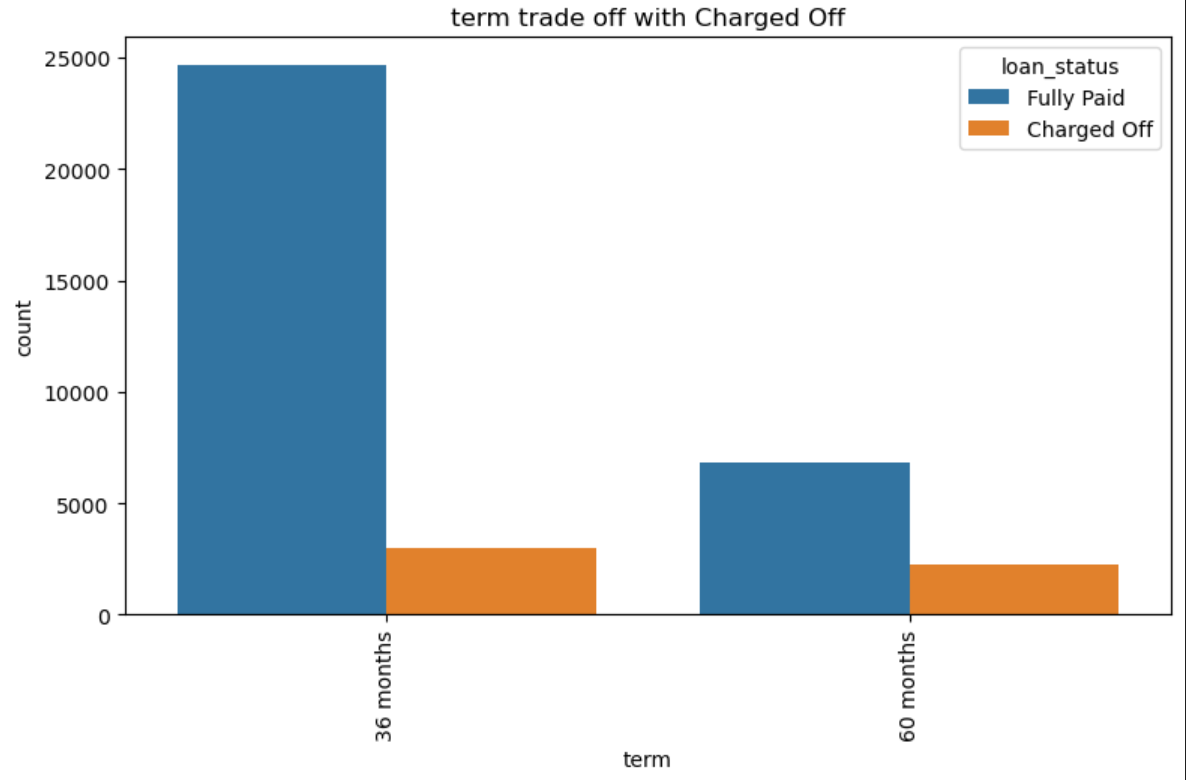 term trade off with Charged Off
loan_status
Fully Paid
Charged Off
25000
20000
15000
10000
5000
0
count
36 months
60 months
term